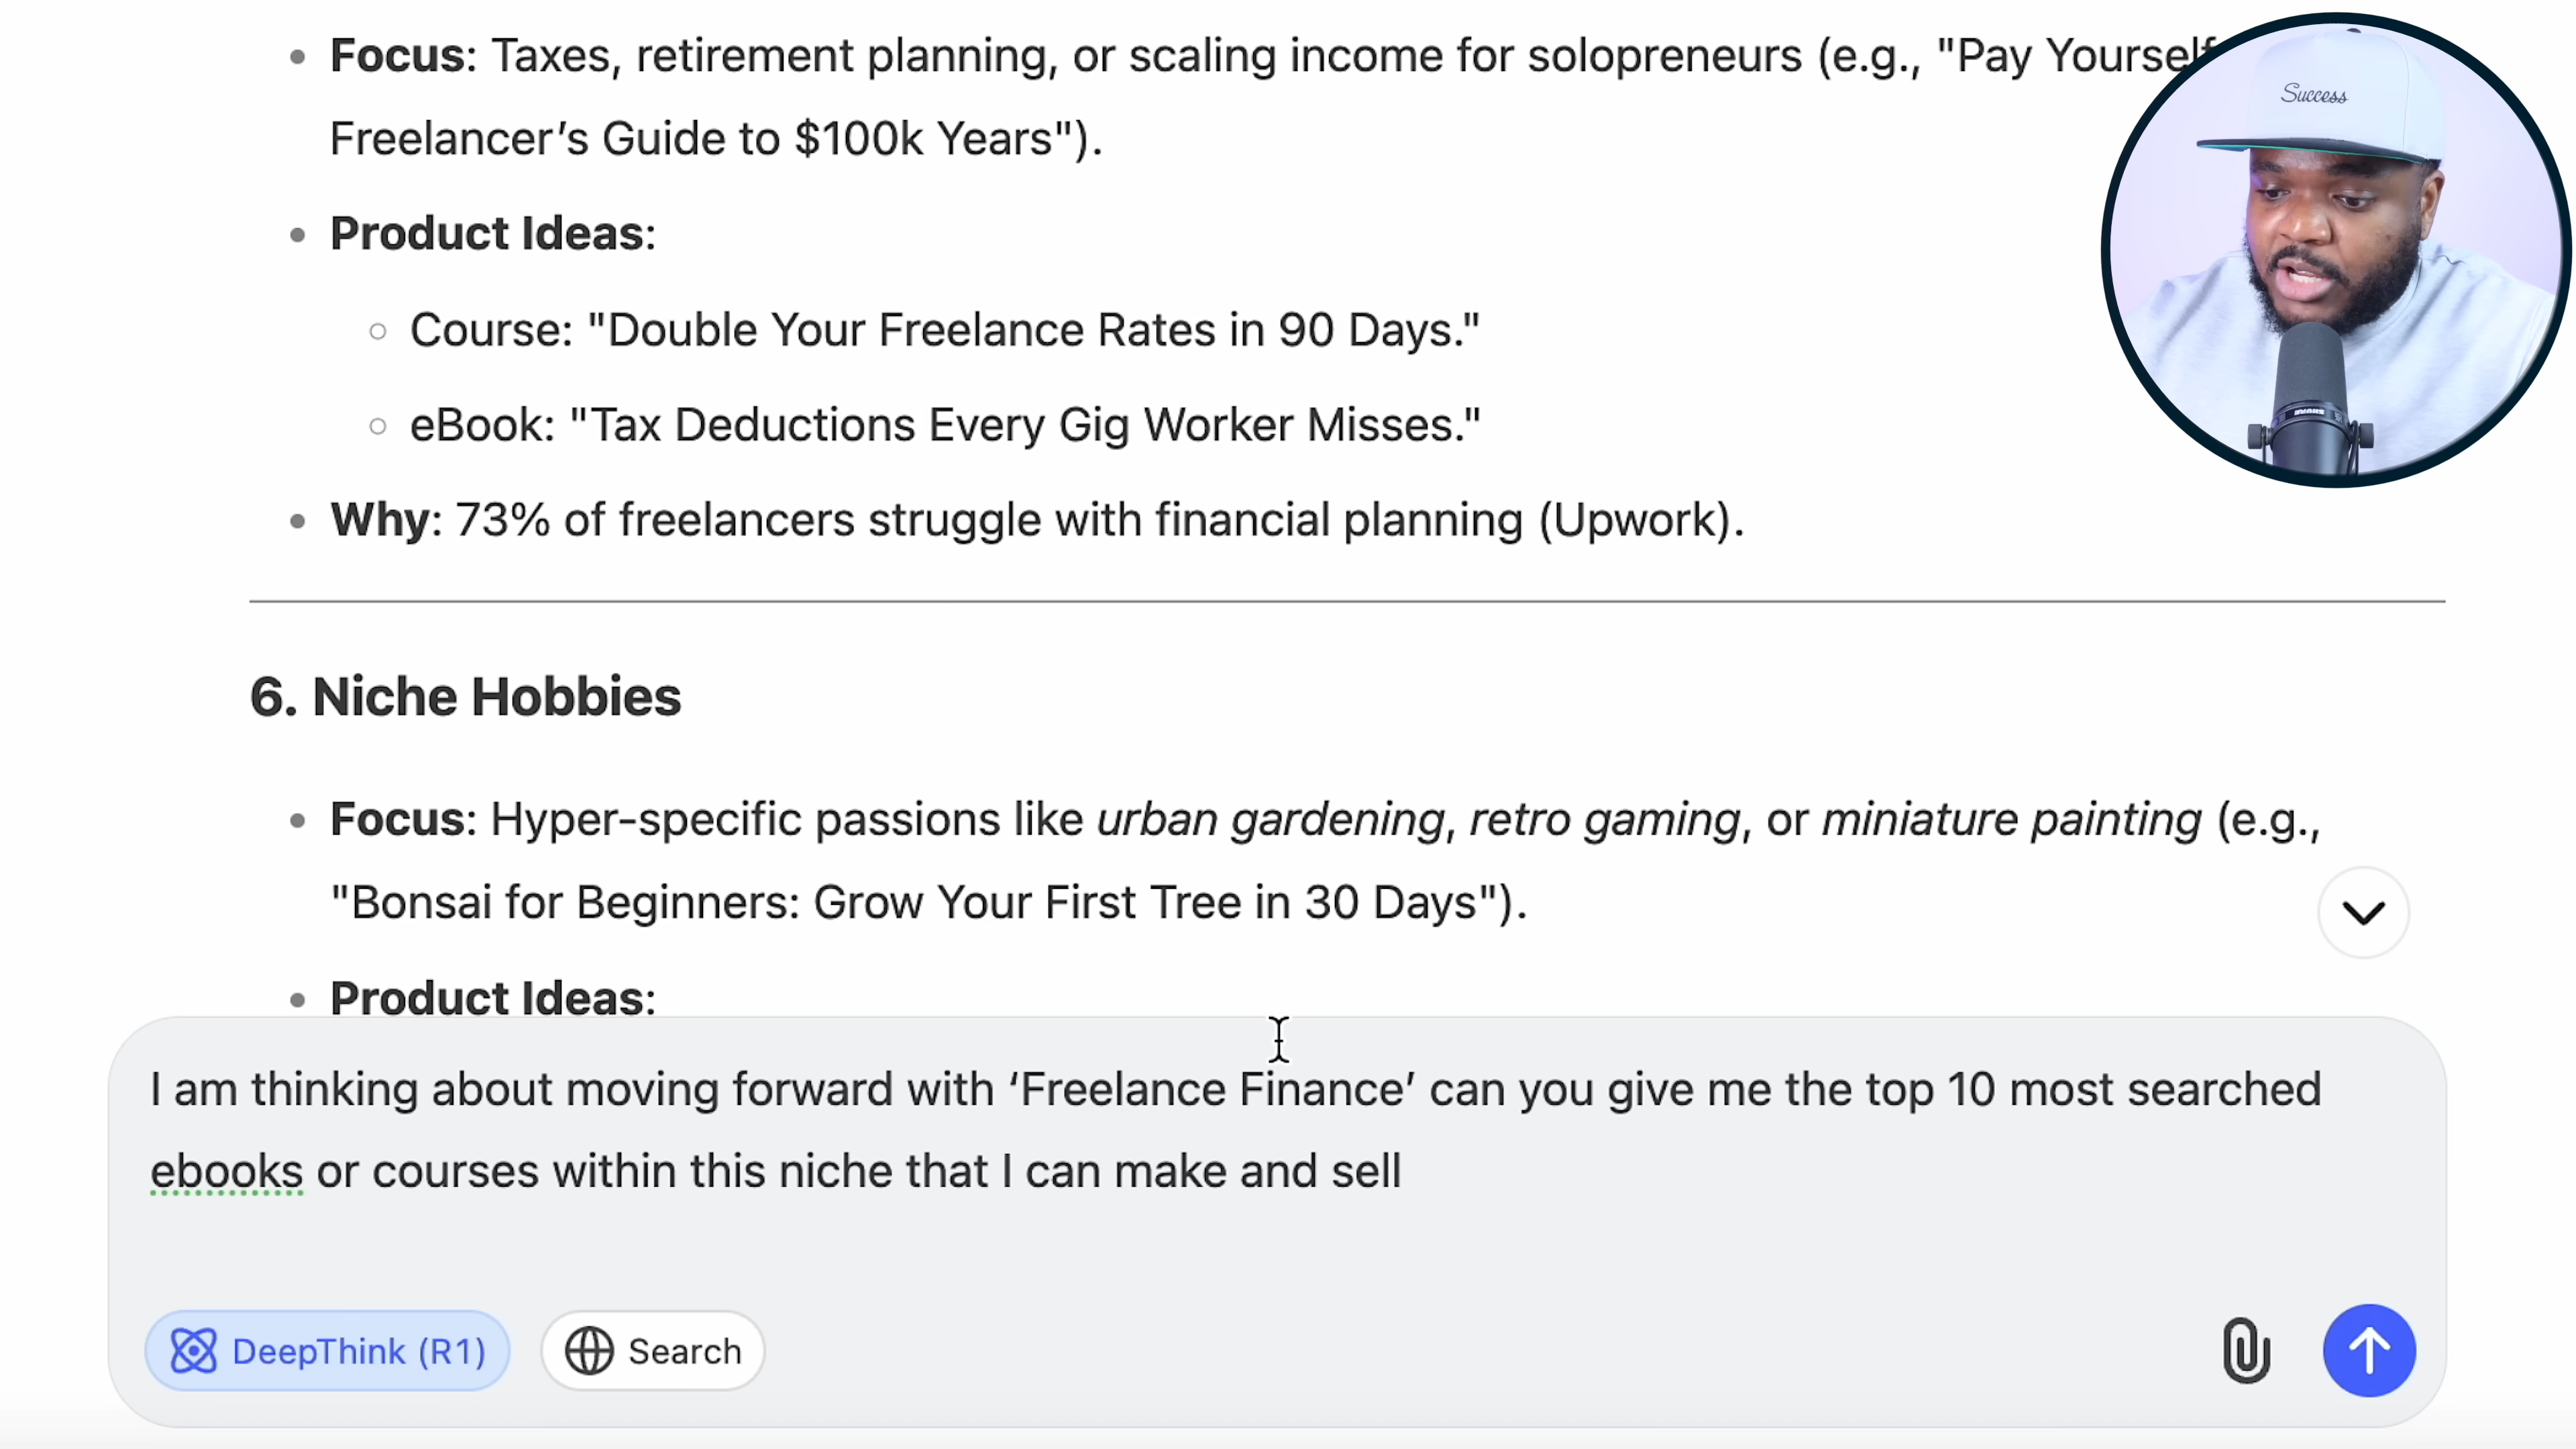 Focus: Taxes, retirement planning, or scaling income for solopreneurs (e.g., "Pay Yourself
Success
Freelancer’s Guide to $100k Years").
Product Ideas:
Course: "Double Your Freelance Rates in 90 Days."
eBook: "Tax Deductions Every Gig Worker Misses."
Why: 73% of freelancers struggle with financial planning (Upwork).
6. Niche Hobbies
Focus: Hyper-specific passions like urban gardening, retro gaming, or miniature painting (e.g.,
"Bonsai for Beginners: Grow Your First Tree in 30 Days").
Product Ideas:
I am thinking about moving forward with ‘Freelance Finance’ can you give me the top 10 most searched
ebooks or courses within this niche that I can make and sell
DeepThink (R1) Search